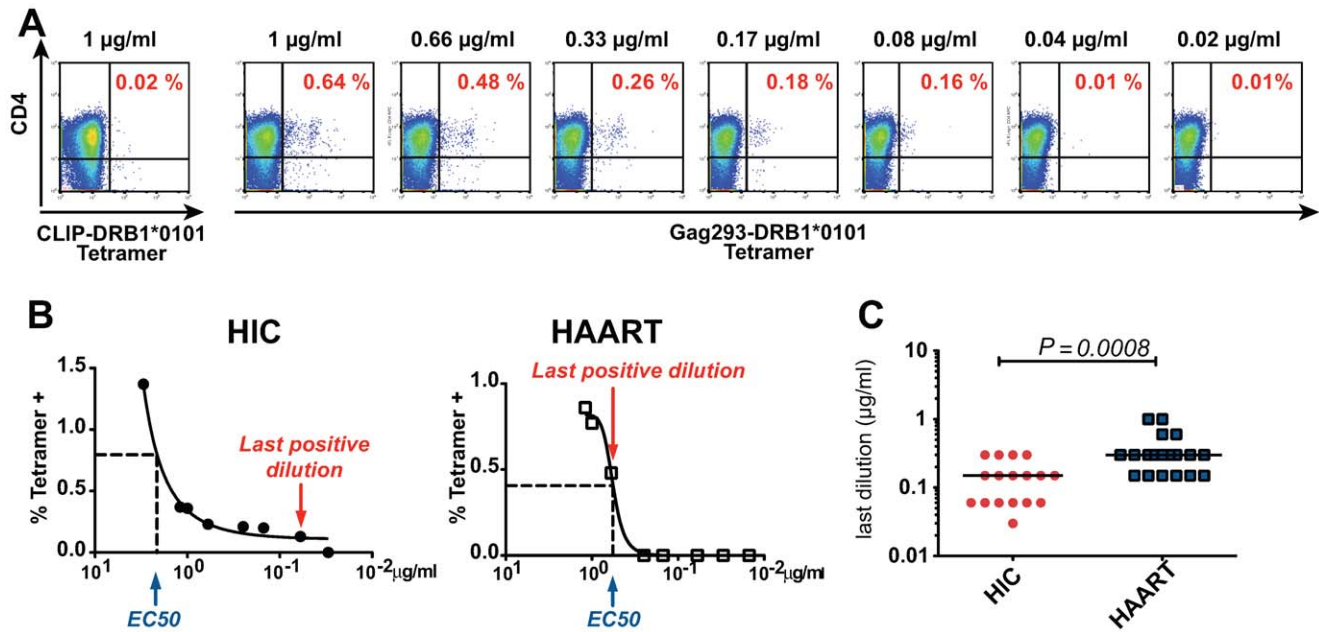 A
1 µg/ml 1 µg/ml 0.66 µg/ml 0.33 µg/ml 0.17 µg/ml 0.08 µg/ml 0.04 µg/ml 0.02 µg/ml
0.02 % 0.64 % 0.48 % 0.26 % 0.18 % 0.16 % 0.01 % 0.01%
CD4
CLIP-DRB1*0101
Tetramer
Gag293-DRB1*0101
Tetramer
B
HIC
% Tetramer +
1.5
1.0
0.5
0.0
Last positive
dilution
10¹ 10⁰ 10⁻¹ 10⁻² µg/ml
EC50
HAART
% Tetramer +
1.0
0.5
0.0
Last positive dilution
10¹ 10⁰ 10⁻¹ 10⁻² µg/ml
EC50
C
P = 0.0008
last dilution (µg/ml)
10
1
0.1
0.01
HIC
HAART